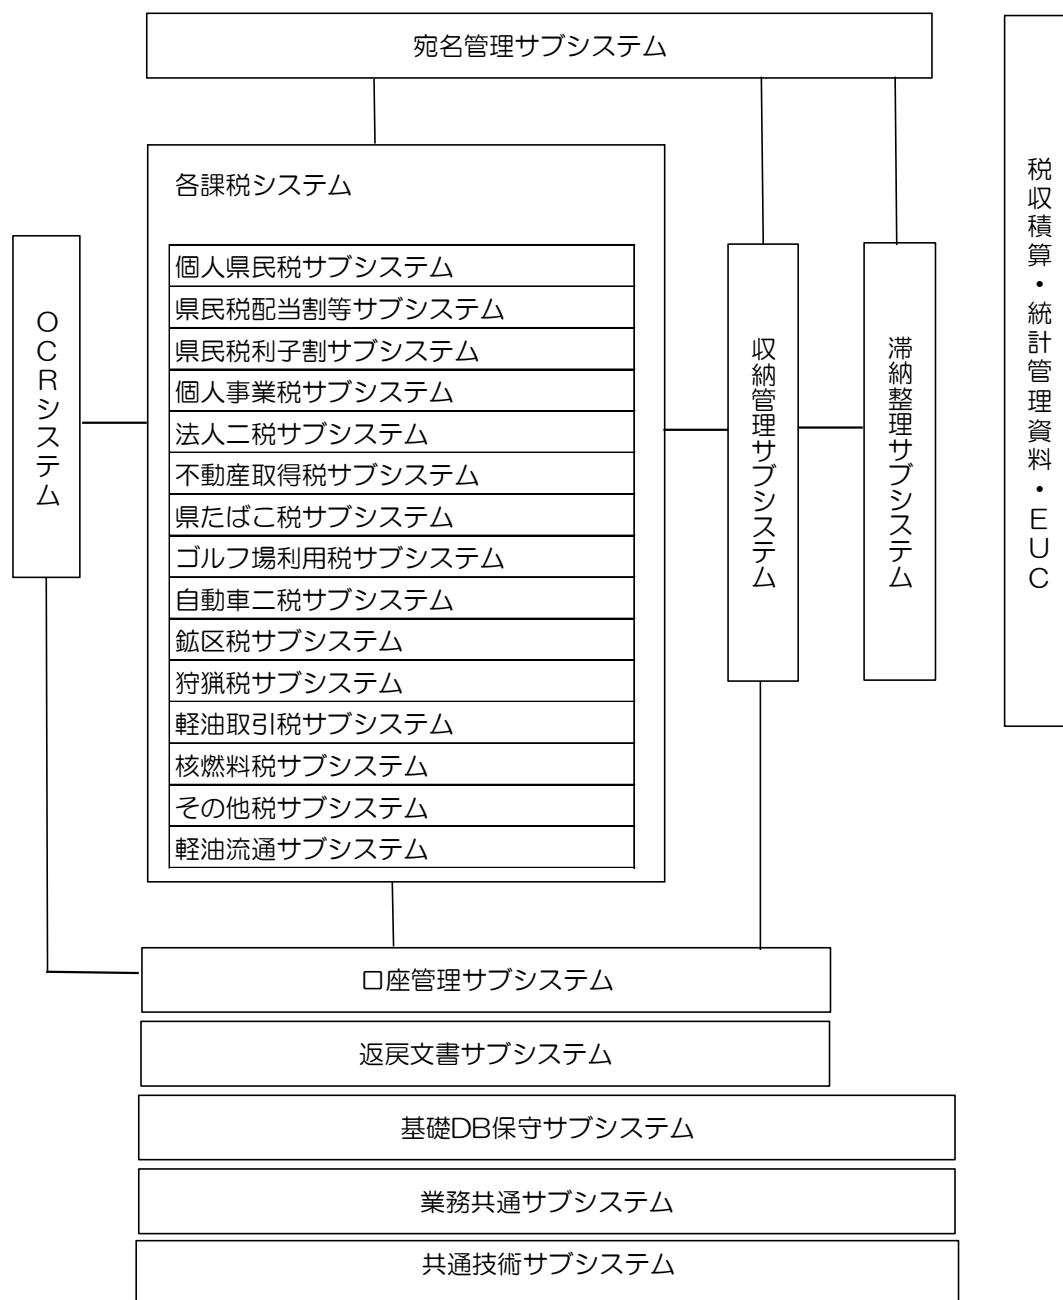 宛名管理サブシステム
各課税システム
個人県民税サブシステム
県民税配当割等サブシステム
県民税利子割サブシステム
個人事業税サブシステム
法人二税サブシステム
不動産取得税サブシステム
県たばこ税サブシステム
ゴルフ場利用税サブシステム
自動車二税サブシステム
鉱区税サブシステム
狩猟税サブシステム
軽油取引税サブシステム
核燃料税サブシステム
その他税サブシステム
軽油流通サブシステム
OCRシステム
収納管理サブシステム
滞納整理サブシステム
税収積算・統計管理資料・EUC
口座管理サブシステム
返戻文書サブシステム
基礎DB保守サブシステム
業務共通サブシステム
共通技術サブシステム